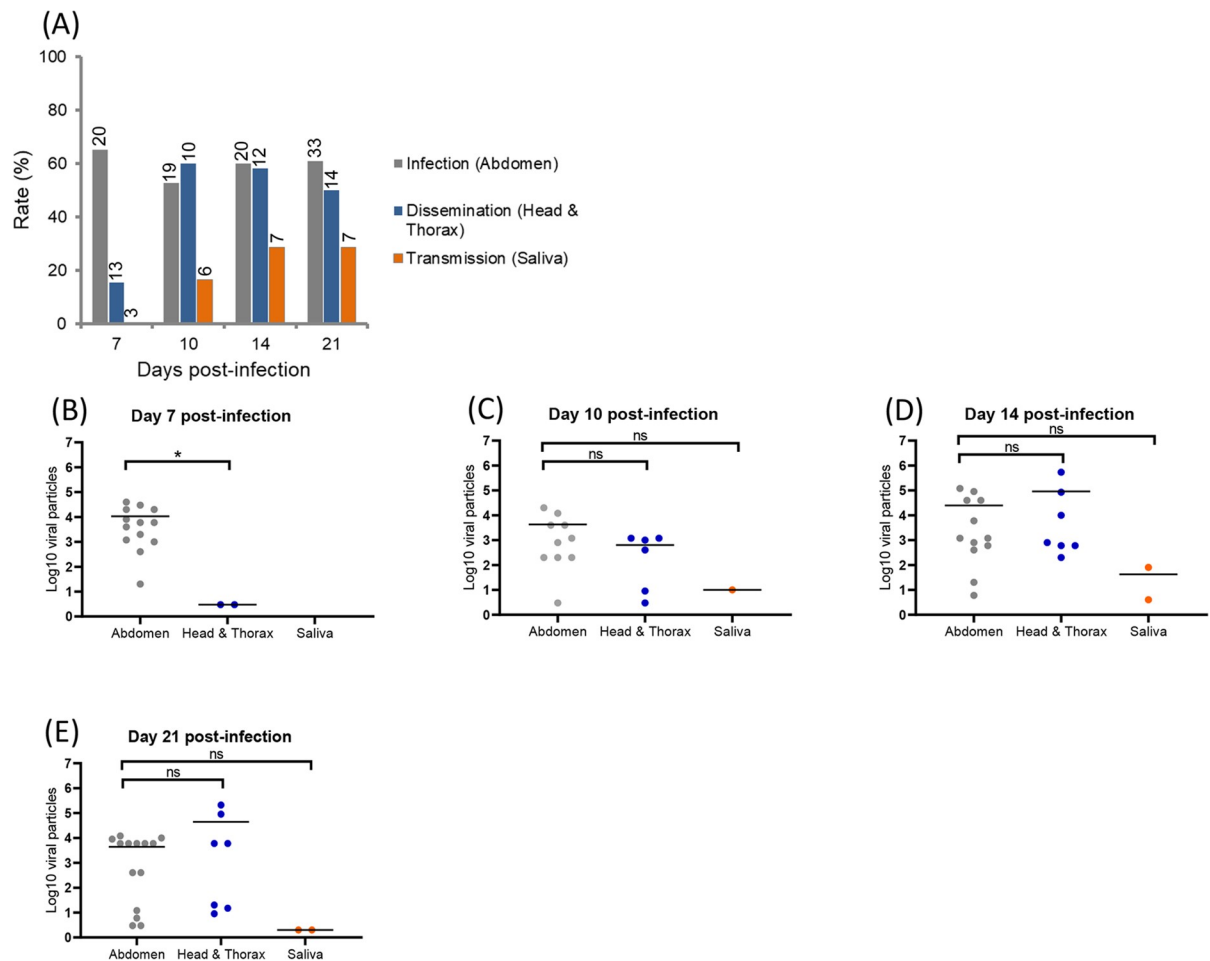 (A)
100
80
60
40
20
0
Rate (%)
20
13
3
19
10
6
20
12
7
33
14
7
7
10
14
21
Days post-infection
Infection (Abdomen)
Dissemination (Head &
Thorax)
Transmission (Saliva)
(B)
Day 7 post-infection
*
7
6
5
4
3
2
1
0
Log10 viral particles
Abdomen
Head & Thorax
Saliva
(C)
Day 10 post-infection
ns
ns
7
6
5
4
3
2
1
0
Log10 viral particles
Abdomen
Head & Thorax
Saliva
(D)
Day 14 post-infection
ns
ns
7
6
5
4
3
2
1
0
Log10 viral particles
Abdomen
Head & Thorax
Saliva
(E)
Day 21 post-infection
ns
ns
7
6
5
4
3
2
1
0
Log10 viral particles
Abdomen
Head & Thorax
Saliva